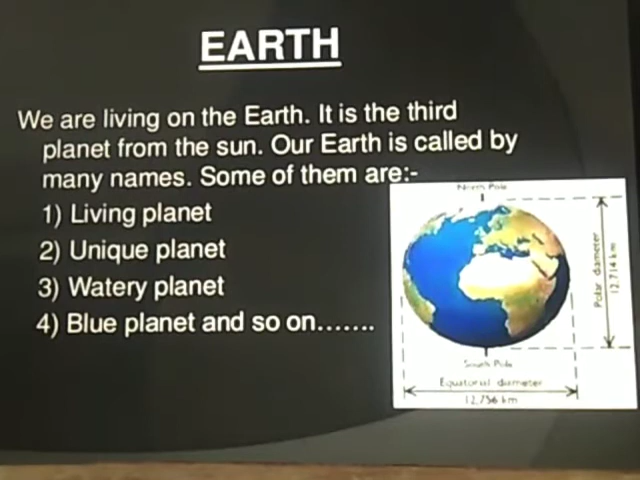 EARTH
We are living on the Earth. It is the third
planet from the sun. Our Earth is called by
many names. Some of them are:-
1) Living planet
2) Unique planet
3) Watery planet
4) Blue planet and so on.......
North Pole
Polar diameter
12,714 km
South Pole
Equatorial diameter
12,756 km